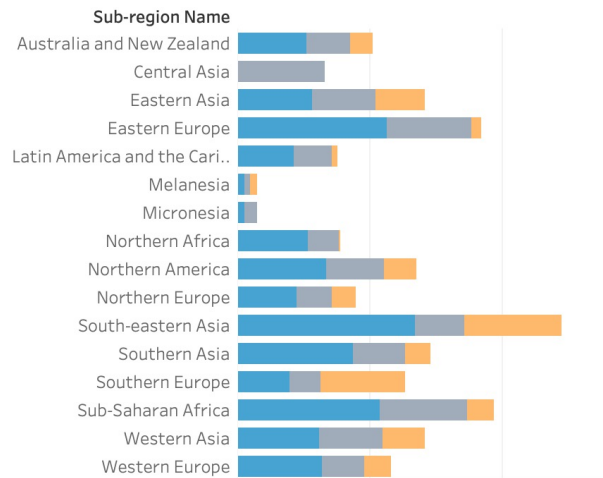 Sub-region Name
Australia and New Zealand
Central Asia
Eastern Asia
Eastern Europe
Latin America and the Cari..
Melanesia
Micronesia
Northern Africa
Northern America
Northern Europe
South-eastern Asia
Southern Asia
Southern Europe
Sub-Saharan Africa
Western Asia
Western Europe